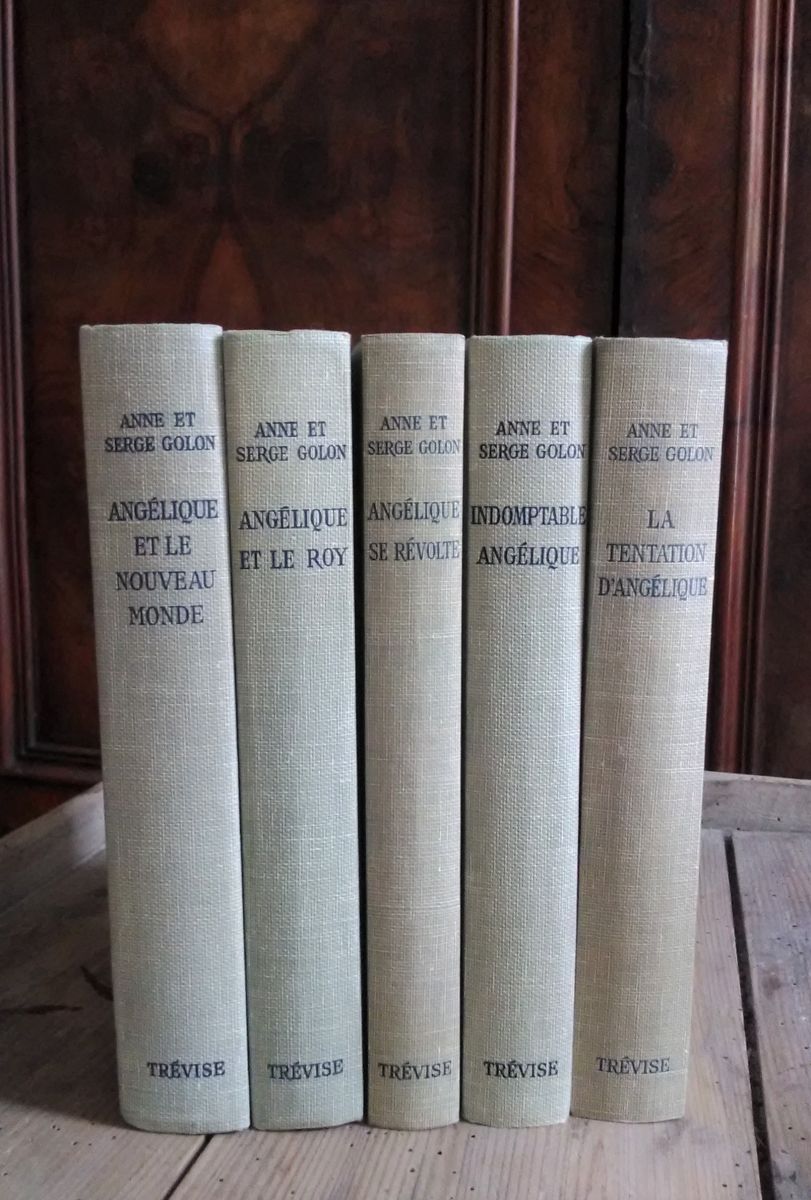 ANNE ET
SERGE GOLON
ANGÉLIQUE
ET LE
NOUVEAU
MONDE
TRÉVISE
ANNE ET
SERGE GOLON
ANGÉLIQUE
ET LE ROY
TRÉVISE
ANNE ET
SERGE GOLON
ANGÉLIQUE
SE RÉVOLTE
TRÉVISE
ANNE ET
SERGE GOLON
INDOMPTABLE
ANGÉLIQUE
TRÉVISE
ANNE ET
SERGE GOLON
LA
TENTATION
D'ANGÉLIQUE
TRÉVISE